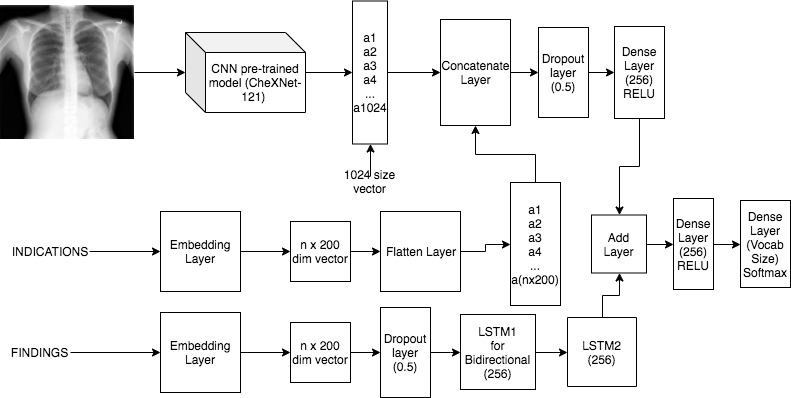 CNN pre-trained
model (CheXNet-
121)
a1
a2
a3
a4
...
a1024
1024 size
vector
Concatenate
Layer
Dropout
layer
(0.5)
Dense
Layer
(256)
RELU
INDICATIONS
Embedding
Layer
n x 200
dim vector
Flatten Layer
a1
a2
a3
a4
...
a(nx200)
Add
Layer
Dense
Layer
(256)
RELU
Dense
Layer
(Vocab
Size)
Softmax
FINDINGS
Embedding
Layer
n x 200
dim vector
Dropout
layer
(0.5)
LSTM1
for
Bidirectional
(256)
LSTM2
(256)